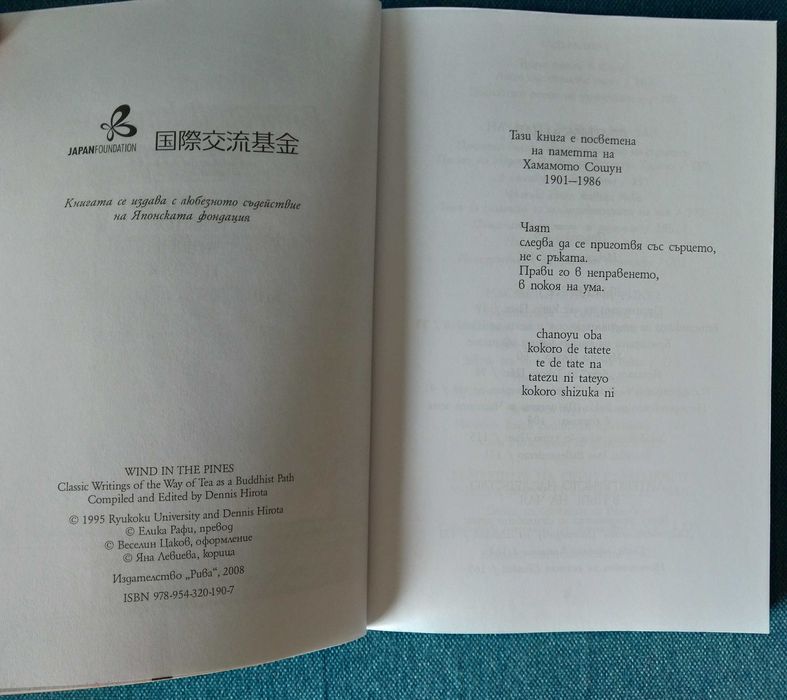 JAPANFOUNDATION 国際交流基金
Книгата се издава с любезното съдействие
на Японската фондация
WIND IN THE PINES
Classic Writings of the Way of Tea as a Buddhist Path
Compiled and Edited by Dennis Hirota
© 1995 Ryukoku University and Dennis Hirota
© Елика Рафи, превод
© Веселин Цаков, оформление
© Яна Левиева, корица
Издателство „Рива“, 2008
ISBN 978-954-320-190-7
Тази книга е посветена
на паметта на
Хамамото Сошун
1901–1986
Чаят
следва да се приготвя със сърцето,
не с ръката.
Прави го в неправенето,
в покоя на ума.
chanoyu oba
kokoro de tatete
te de tate na
tatezu ni tateyo
kokoro shizuka ni